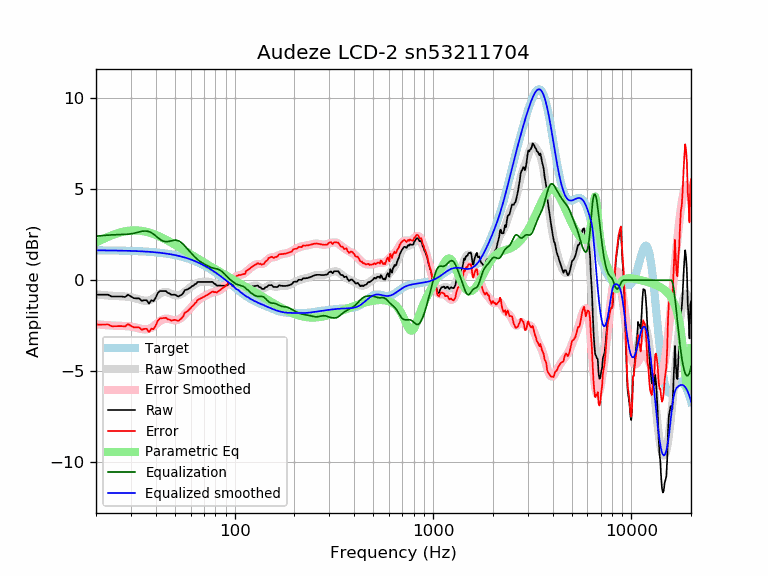 Audeze LCD-2 sn53211704
10
5
0
−5
−10
Amplitude (dBr)
Target
Raw Smoothed
Error Smoothed
Raw
Error
Parametric Eq
Equalization
Equalized smoothed
100
1000
10000
Frequency (Hz)